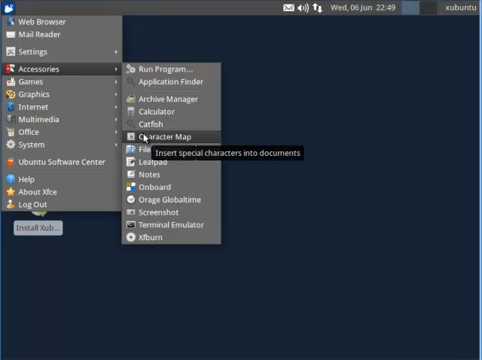 Wed, 06 Jun 22:49
xubuntu
Web Browser
Mail Reader
Settings
Accessories
Games
Graphics
Internet
Multimedia
Office
System
Ubuntu Software Center
Help
About Xfce
Log Out
Run Program...
Application Finder
Archive Manager
Calculator
Catfish
Character Map
File
Insert special characters into documents
Leafpad
Notes
Onboard
Orage Globaltime
Screenshot
Terminal Emulator
Xfburn
Install Xub...